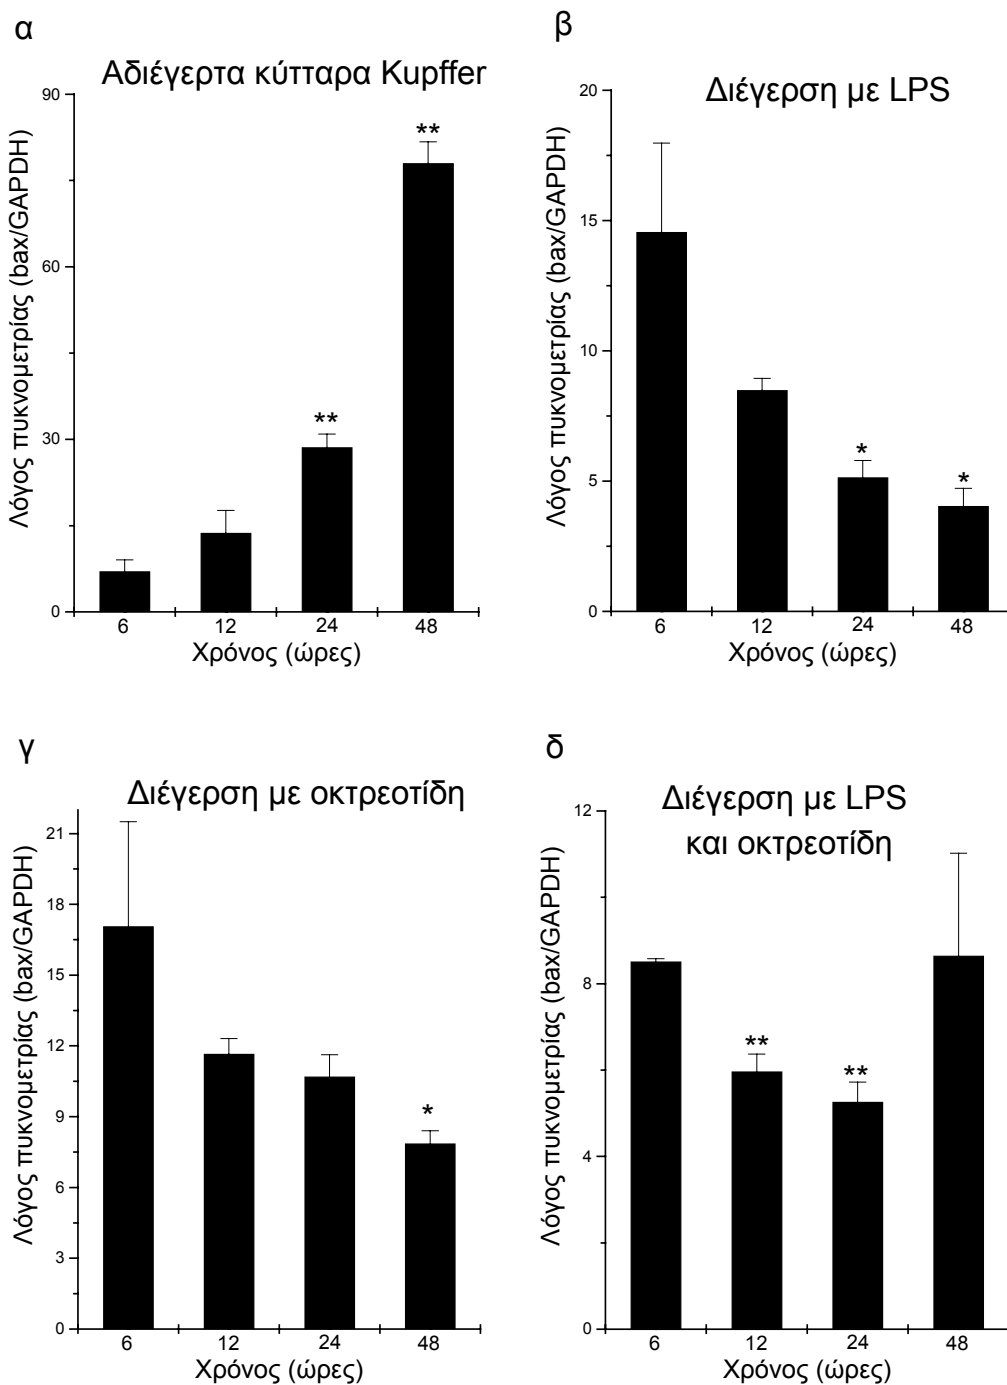 α
Αδιέγερτα κύτταρα Kupffer
Λόγος πυκνομετρίας (bax/GAPDH)
90
60
30
0
**
**
6 12 24 48
Χρόνος (ώρες)
β
Διέγερση με LPS
Λόγος πυκνομετρίας (bax/GAPDH)
20
15
10
5
0
*
*
6 12 24 48
Χρόνος (ώρες)
γ
Διέγερση με οκτρεοτίδη
Λόγος πυκνομετρίας (bax/GAPDH)
21
18
15
12
9
6
3
0
*
6 12 24 48
Χρόνος (ώρες)
δ
Διέγερση με LPS
και οκτρεοτίδη
Λόγος πυκνομετρίας (bax/GAPDH)
12
8
4
0
**
**
6 12 24 48
Χρόνος (ώρες)